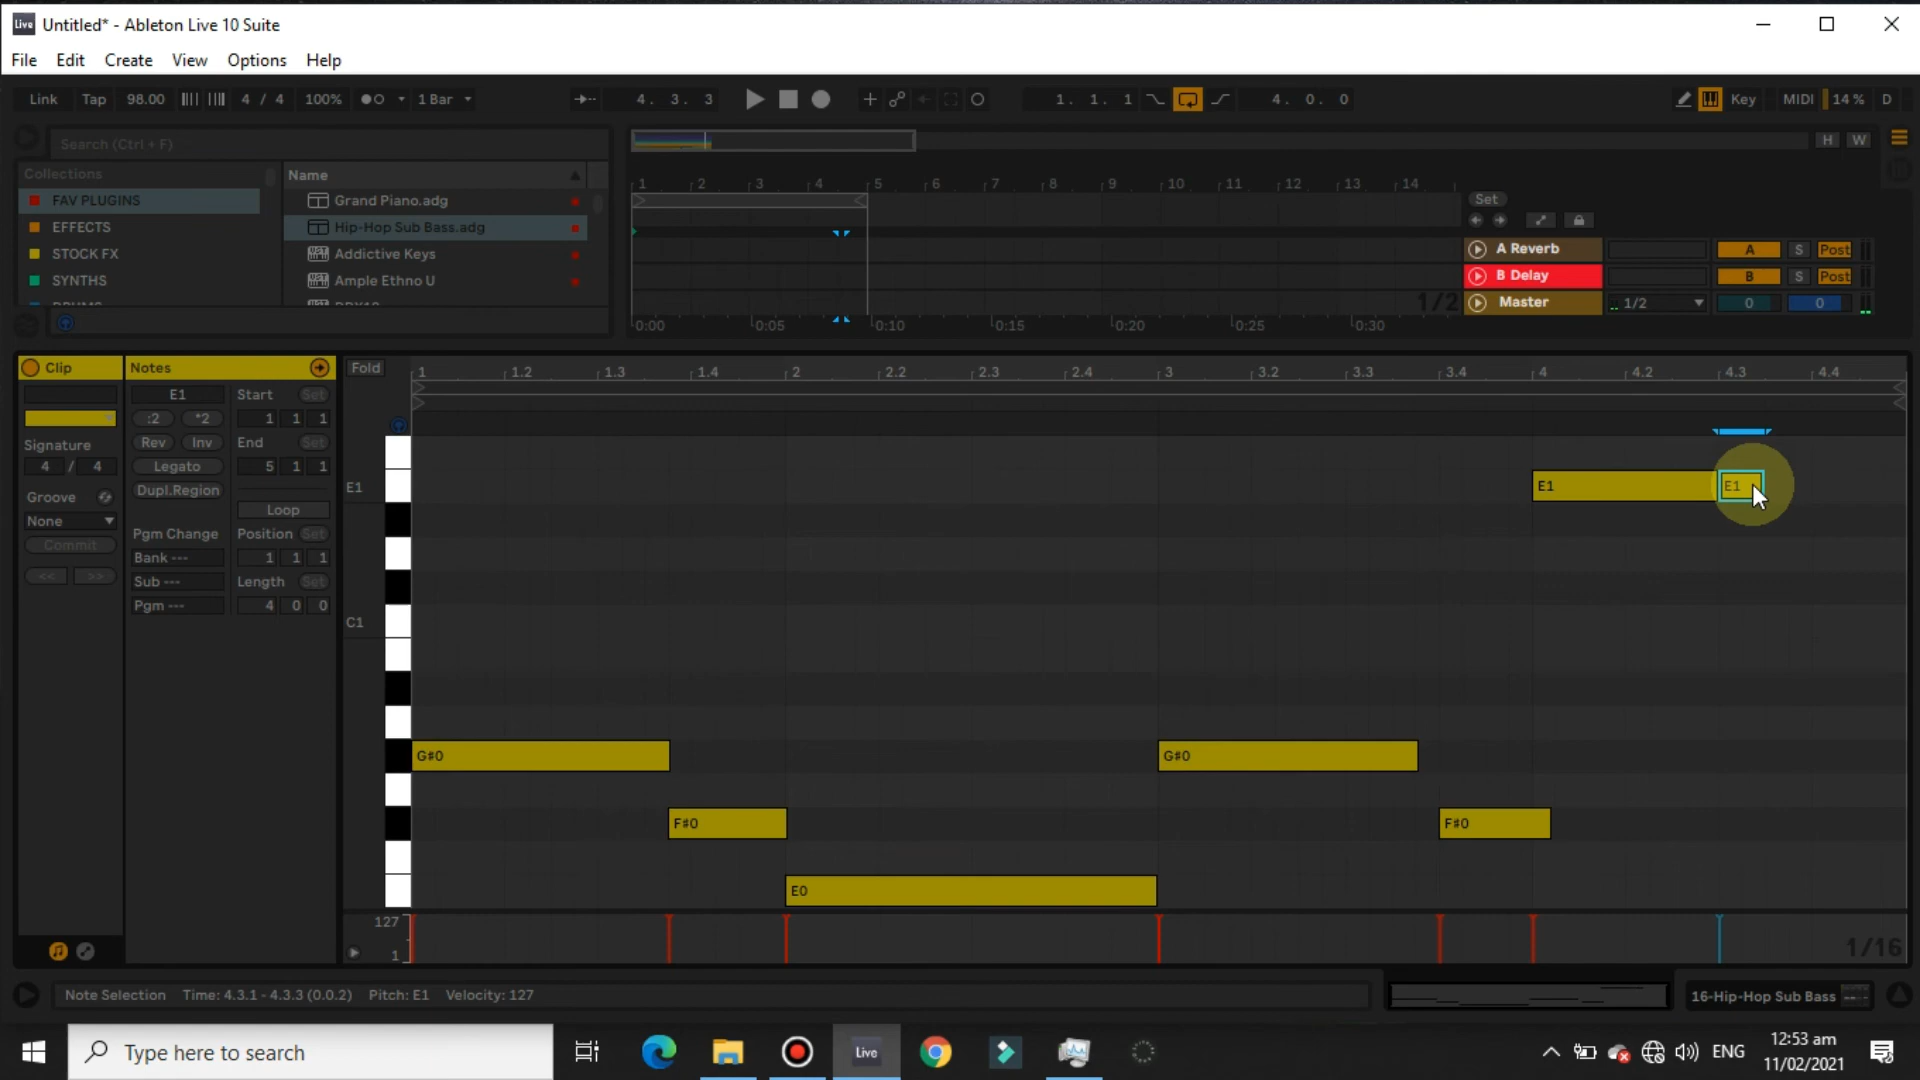 Live Untitled* - Ableton Live 10 Suite
File Edit Create View Options Help
Link Tap 98.00 4 / 4 100% 1 Bar 4. 3. 3 1. 1. 1 4. 0. 0 Key MIDI 14 % D
Search (Ctrl + F) H W
Collections Name
FAV PLUGINS Grand Piano.adg
EFFECTS Hip-Hop Sub Bass.adg
STOCK FX Addictive Keys
SYNTHS Ample Ethno U
1 2 3 4 5 6 7 8 9 10 11 12 13 14
Set
A Reverb A S Post
B Delay B S Post
1/2 Master 1/2 0 0
0:00 0:05 0:10 0:15 0:20 0:25 0:30
Clip Notes Fold 1 1.2 1.3 1.4 2 2.2 2.3 2.4 3 3.2 3.3 3.4 4 4.2 4.3 4.4
E1 Start Set
:2 *2 1 1 1
Signature Rev Inv End Set
4 / 4 Legato 5 1 1
Groove Dupl.Region
None Loop
Commit Pgm Change Position Set
<< >> Bank --- 1 1 1
Sub --- Length Set
Pgm --- 4 0 0
E1 E1 E1
C1
G#0 G#0
F#0 F#0
E0
127
1 1/16
Note Selection Time: 4.3.1 - 4.3.3 (0.0.2) Pitch: E1 Velocity: 127 16-Hip-Hop Sub Bass
Type here to search Live ENG 12:53 am
11/02/2021